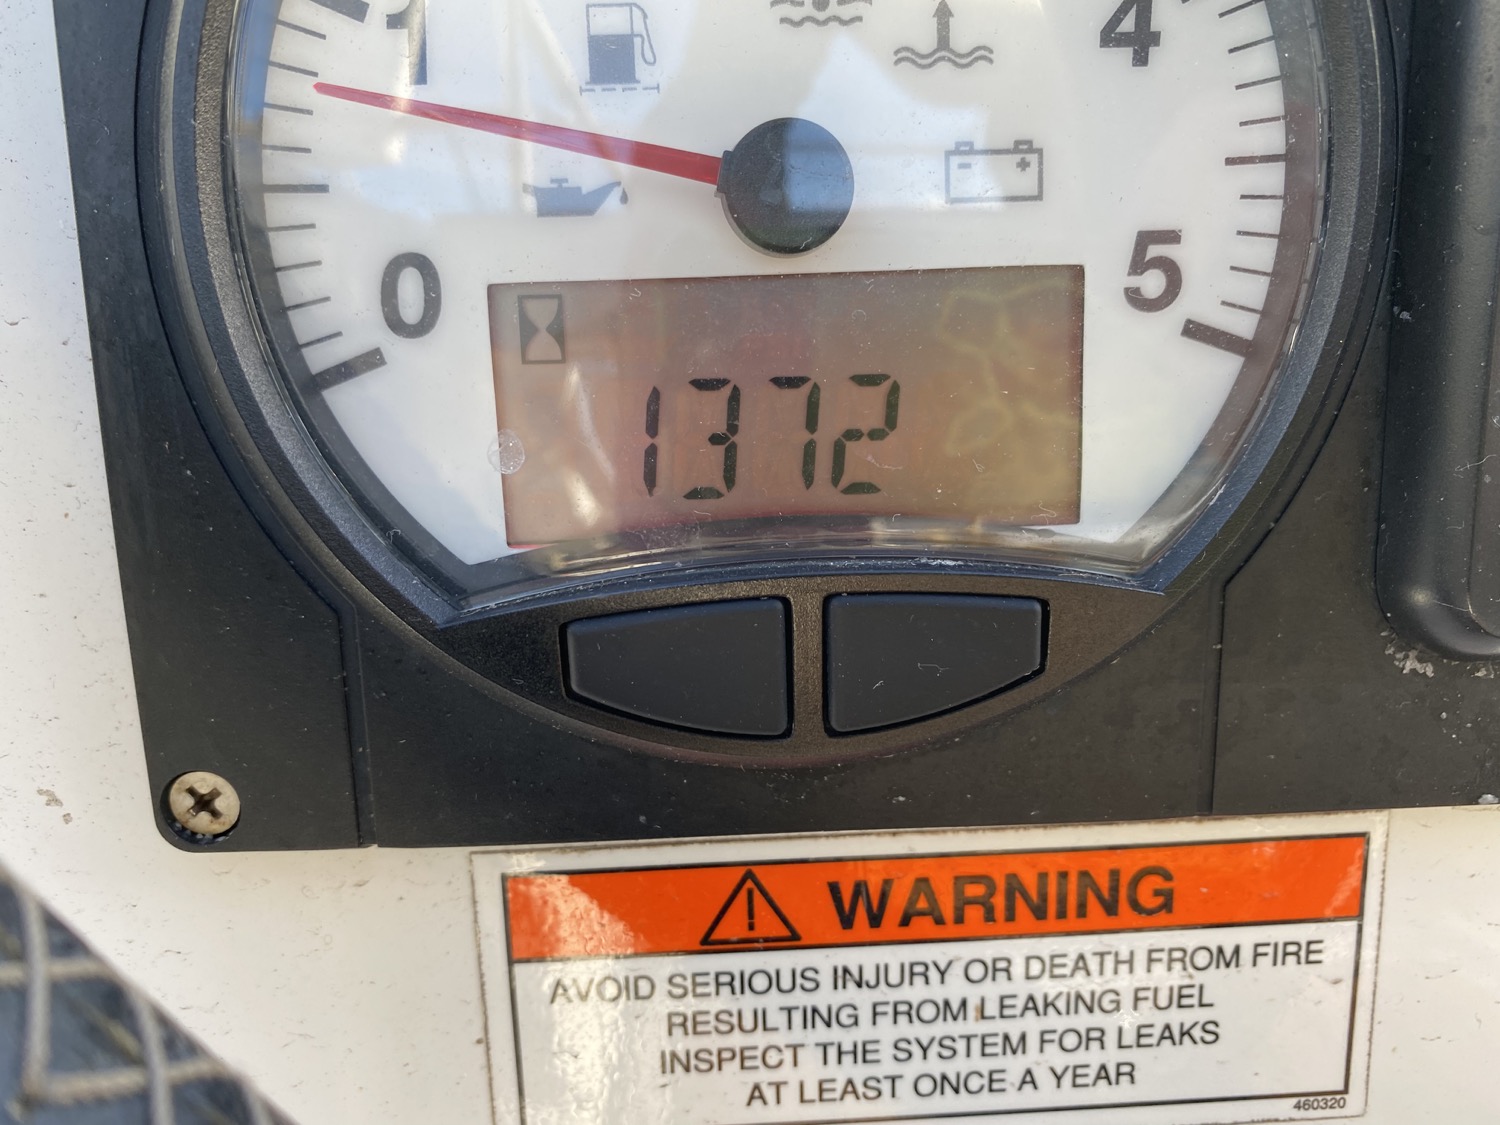 1
4
0
5
1372
WARNING
AVOID SERIOUS INJURY OR DEATH FROM FIRE
RESULTING FROM LEAKING FUEL
INSPECT THE SYSTEM FOR LEAKS
AT LEAST ONCE A YEAR
460320